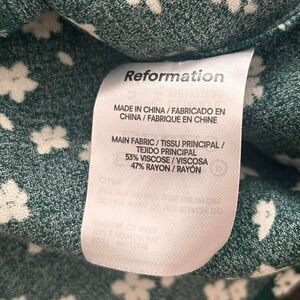 Reformation
MADE IN CHINA / FABRICADO EN
CHINA / FABRIQUE EN CHINE
MAIN FABRIC / TISSU PRINCIPAL /
TEJIDO PRINCIPAL
53% VISCOSE / VISCOSA
47% RAYON / RAYÓN